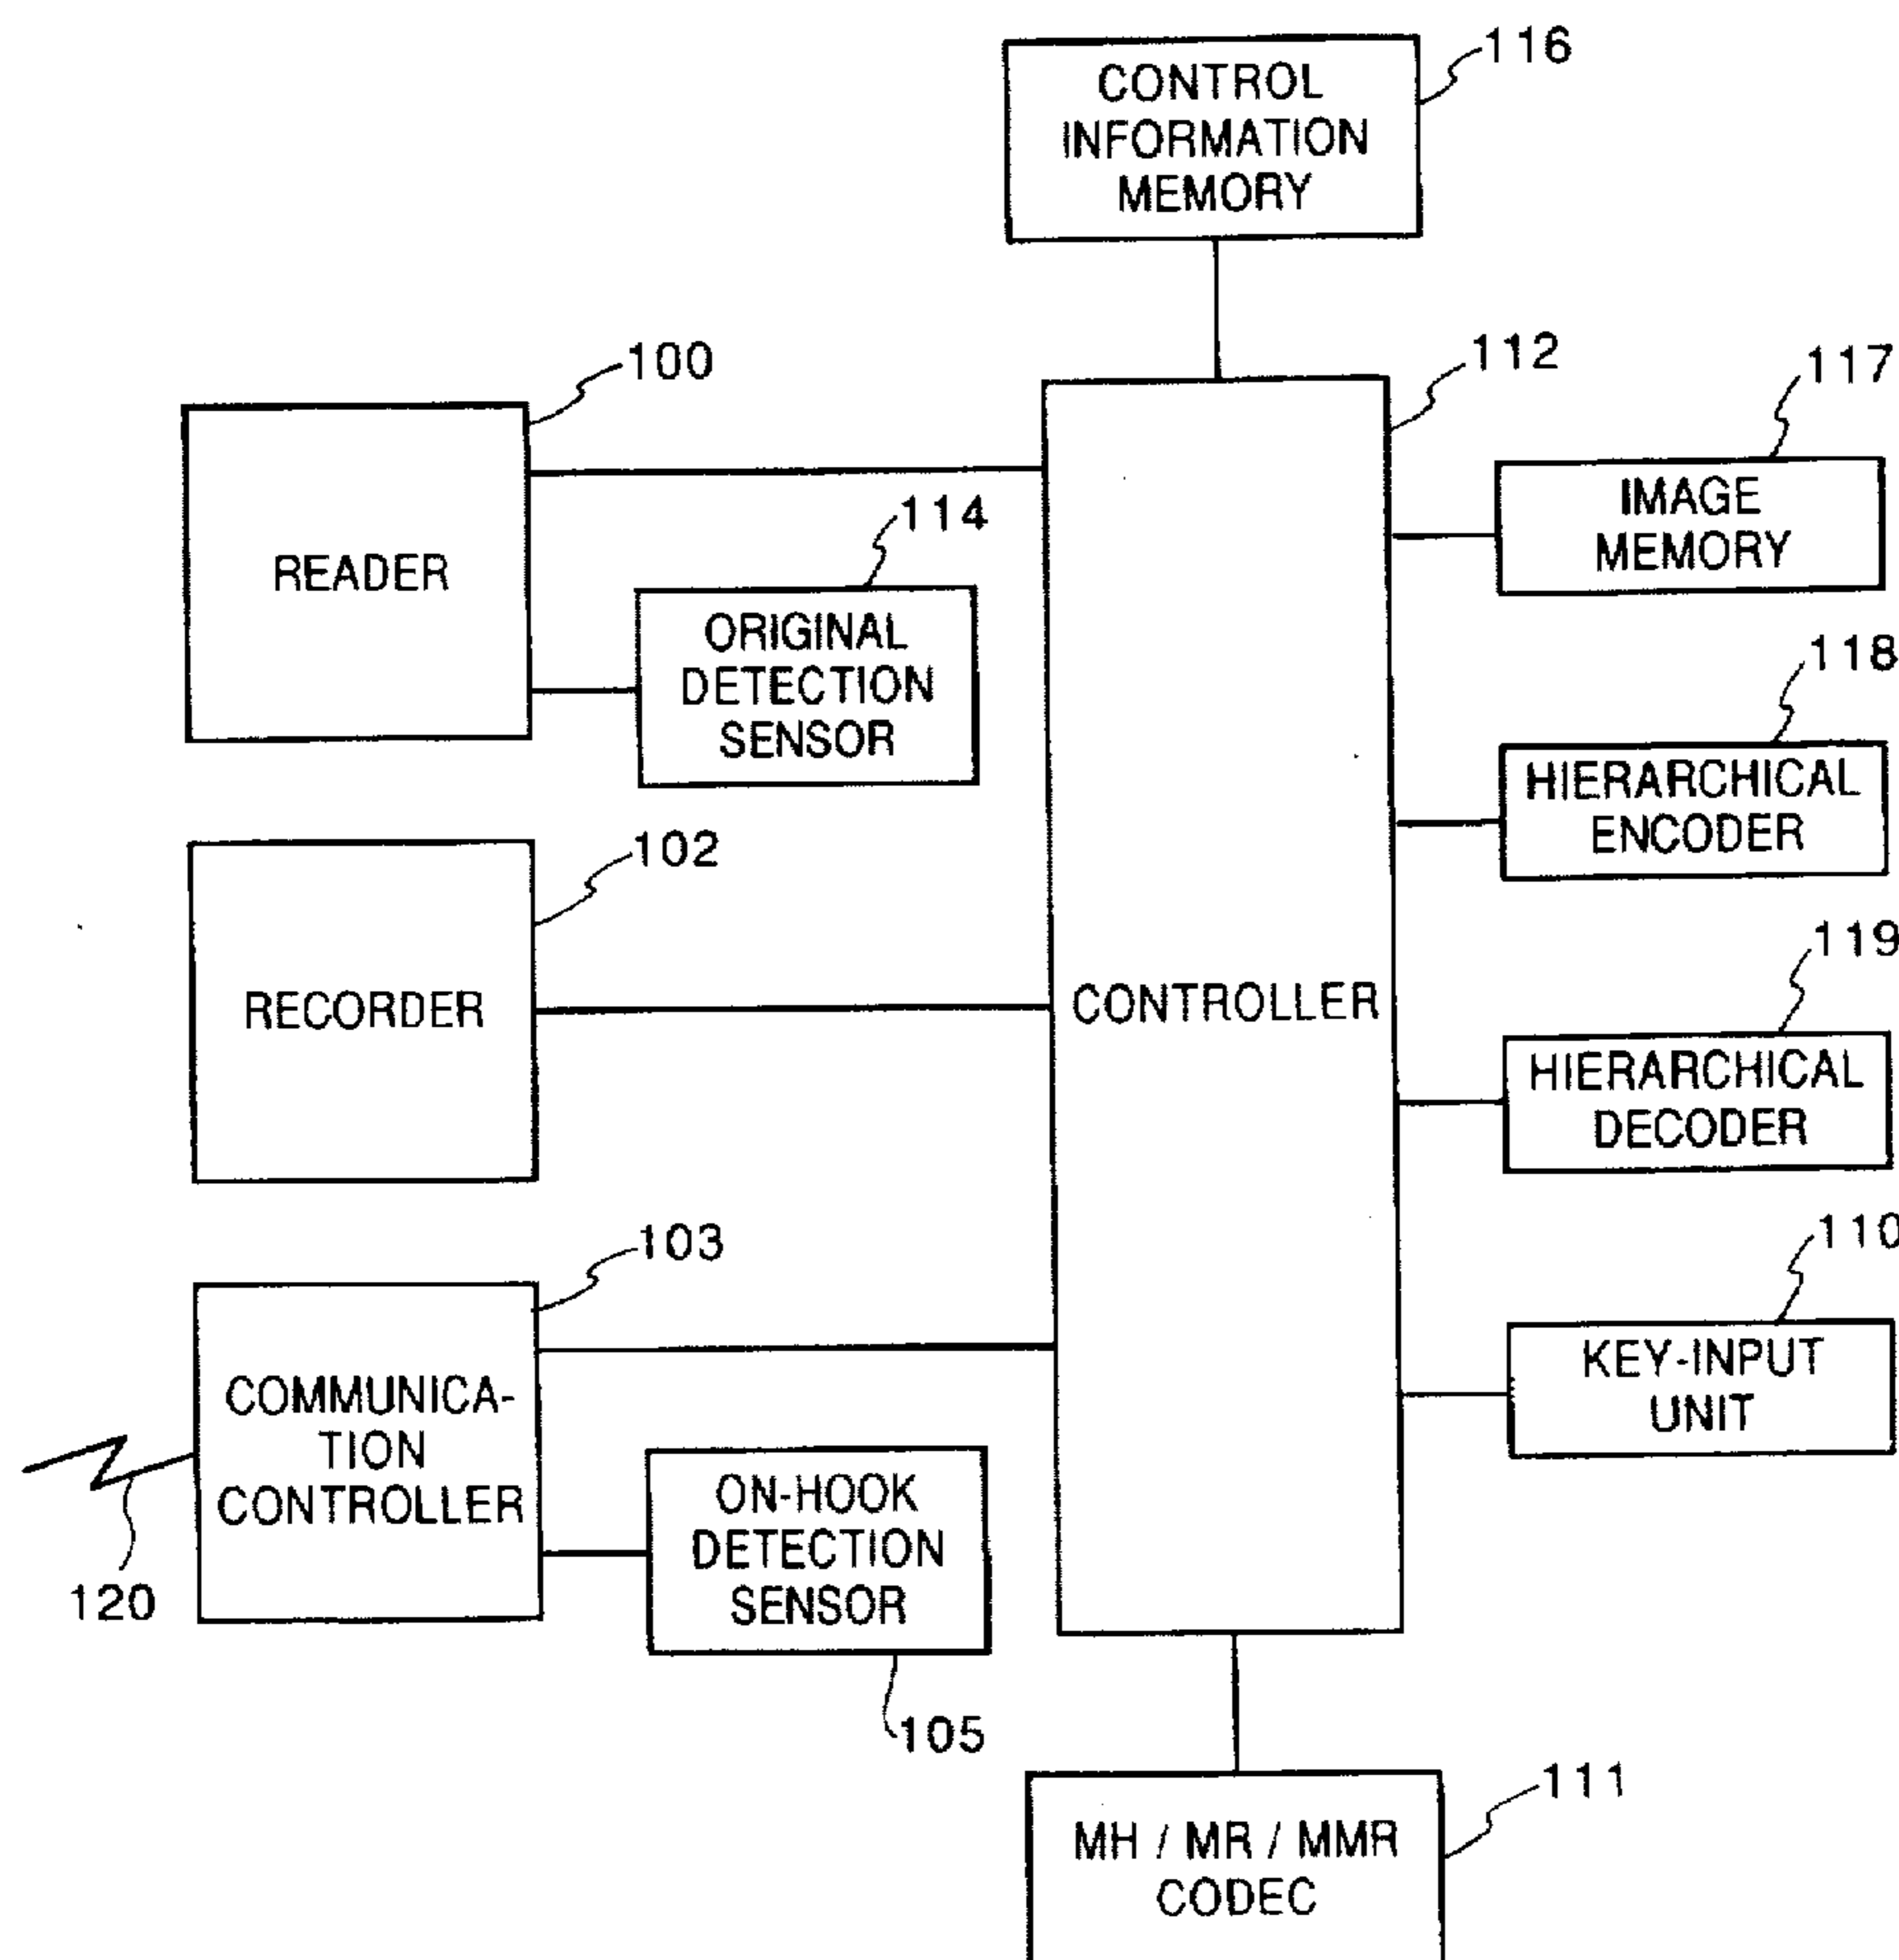 116
CONTROL
INFORMATION
MEMORY
100
112
117
READER
114
IMAGE
MEMORY
ORIGINAL
DETECTION
SENSOR
118
HIERARCHICAL
ENCODER
102
RECORDER
CONTROLLER
119
HIERARCHICAL
DECODER
103
110
COMMUNICA-
TION
CONTROLLER
KEY-INPUT
UNIT
120
ON-HOOK
DETECTION
SENSOR
105
111
MH / MR / MMR
CODEC